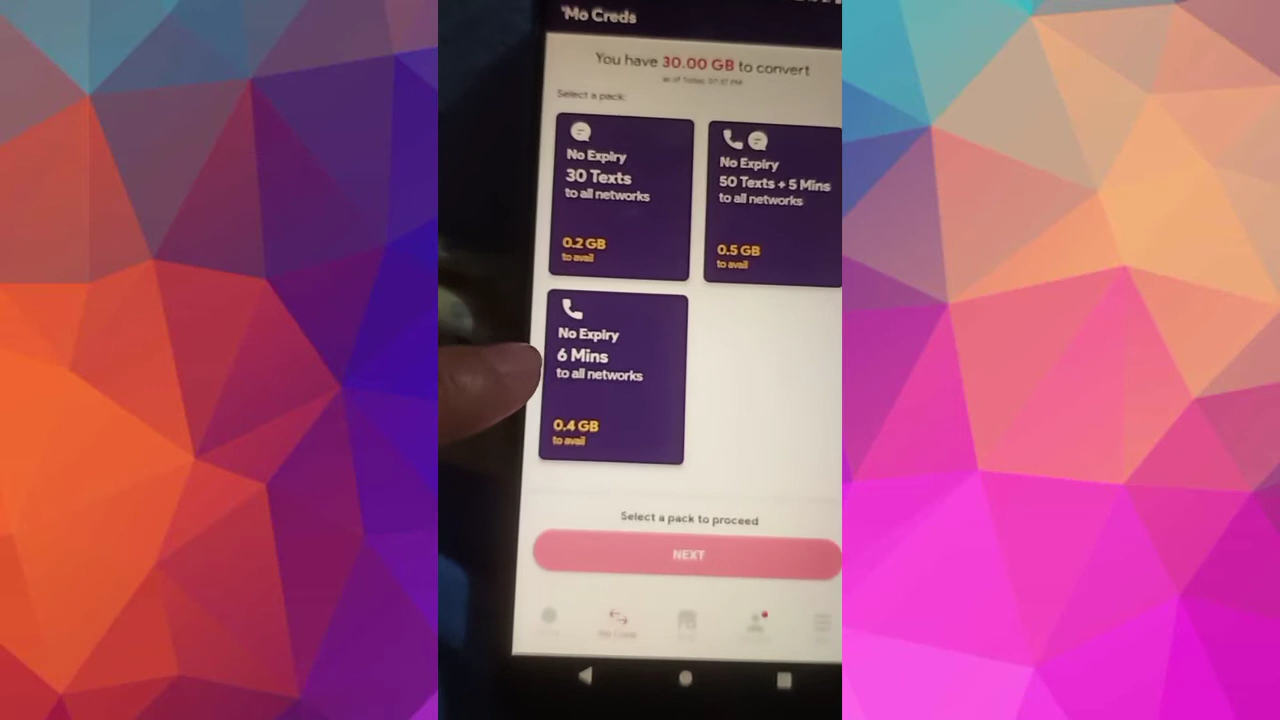 'Mo Creds
You have 30.00 GB to convert
as of Today, 07:37 PM
Select a pack:
No Expiry
30 Texts
to all networks
0.2 GB
to avail
No Expiry
50 Texts + 5 Mins
to all networks
0.5 GB
to avail
No Expiry
6 Mins
to all networks
0.4 GB
to avail
Select a pack to proceed
NEXT
Mo Creds